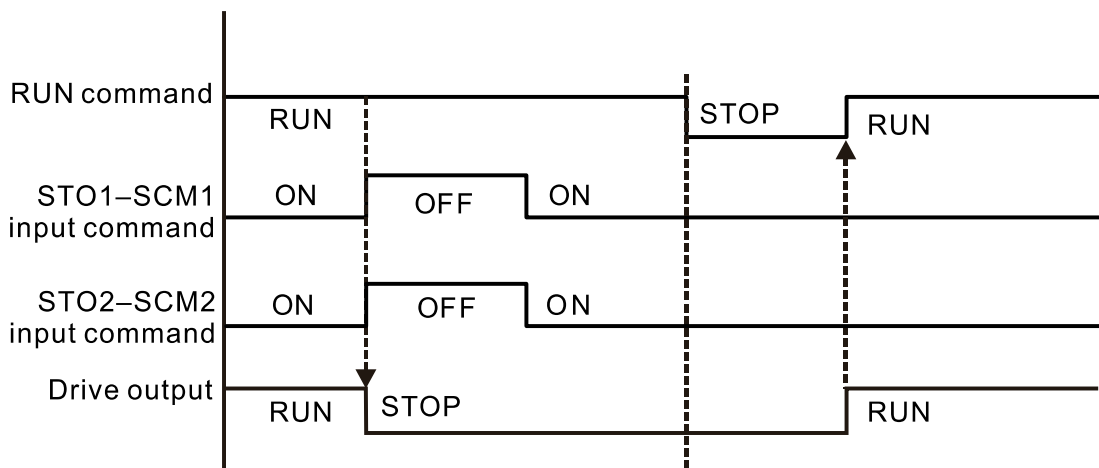 RUN command
RUN
STOP
RUN
STO1–SCM1
input command
ON
OFF
ON
STO2–SCM2
input command
ON
OFF
ON
Drive output
RUN
STOP
RUN